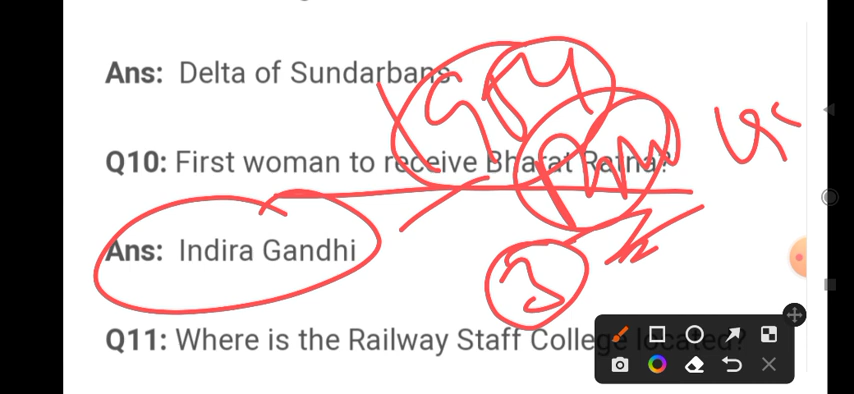 Ans: Delta of Sundarbans
Q10: First woman to receive Bharat Ratna?
Ans: Indira Gandhi
Q11: Where is the Railway Staff College located?